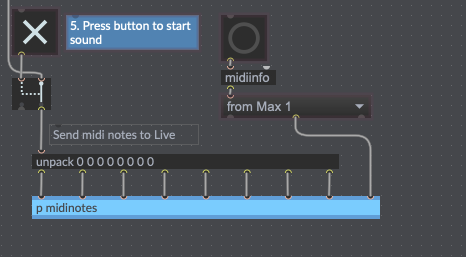 5. Press button to start
sound
midiinfo
from Max 1
Send midi notes to Live
unpack 0 0 0 0 0 0 0 0
p midinotes